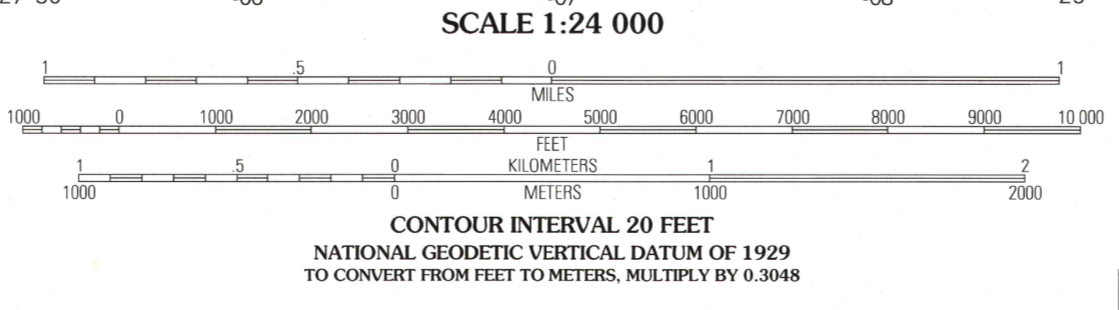 SCALE 1:24 000
1 .5 0 1
MILES
1000 0 1000 2000 3000 4000 5000 6000 7000 8000 9000 10 000
FEET
1 .5 0 KILOMETERS 1 2
1000 0 METERS 1000 2000
CONTOUR INTERVAL 20 FEET
NATIONAL GEODETIC VERTICAL DATUM OF 1929
TO CONVERT FROM FEET TO METERS, MULTIPLY BY 0.3048